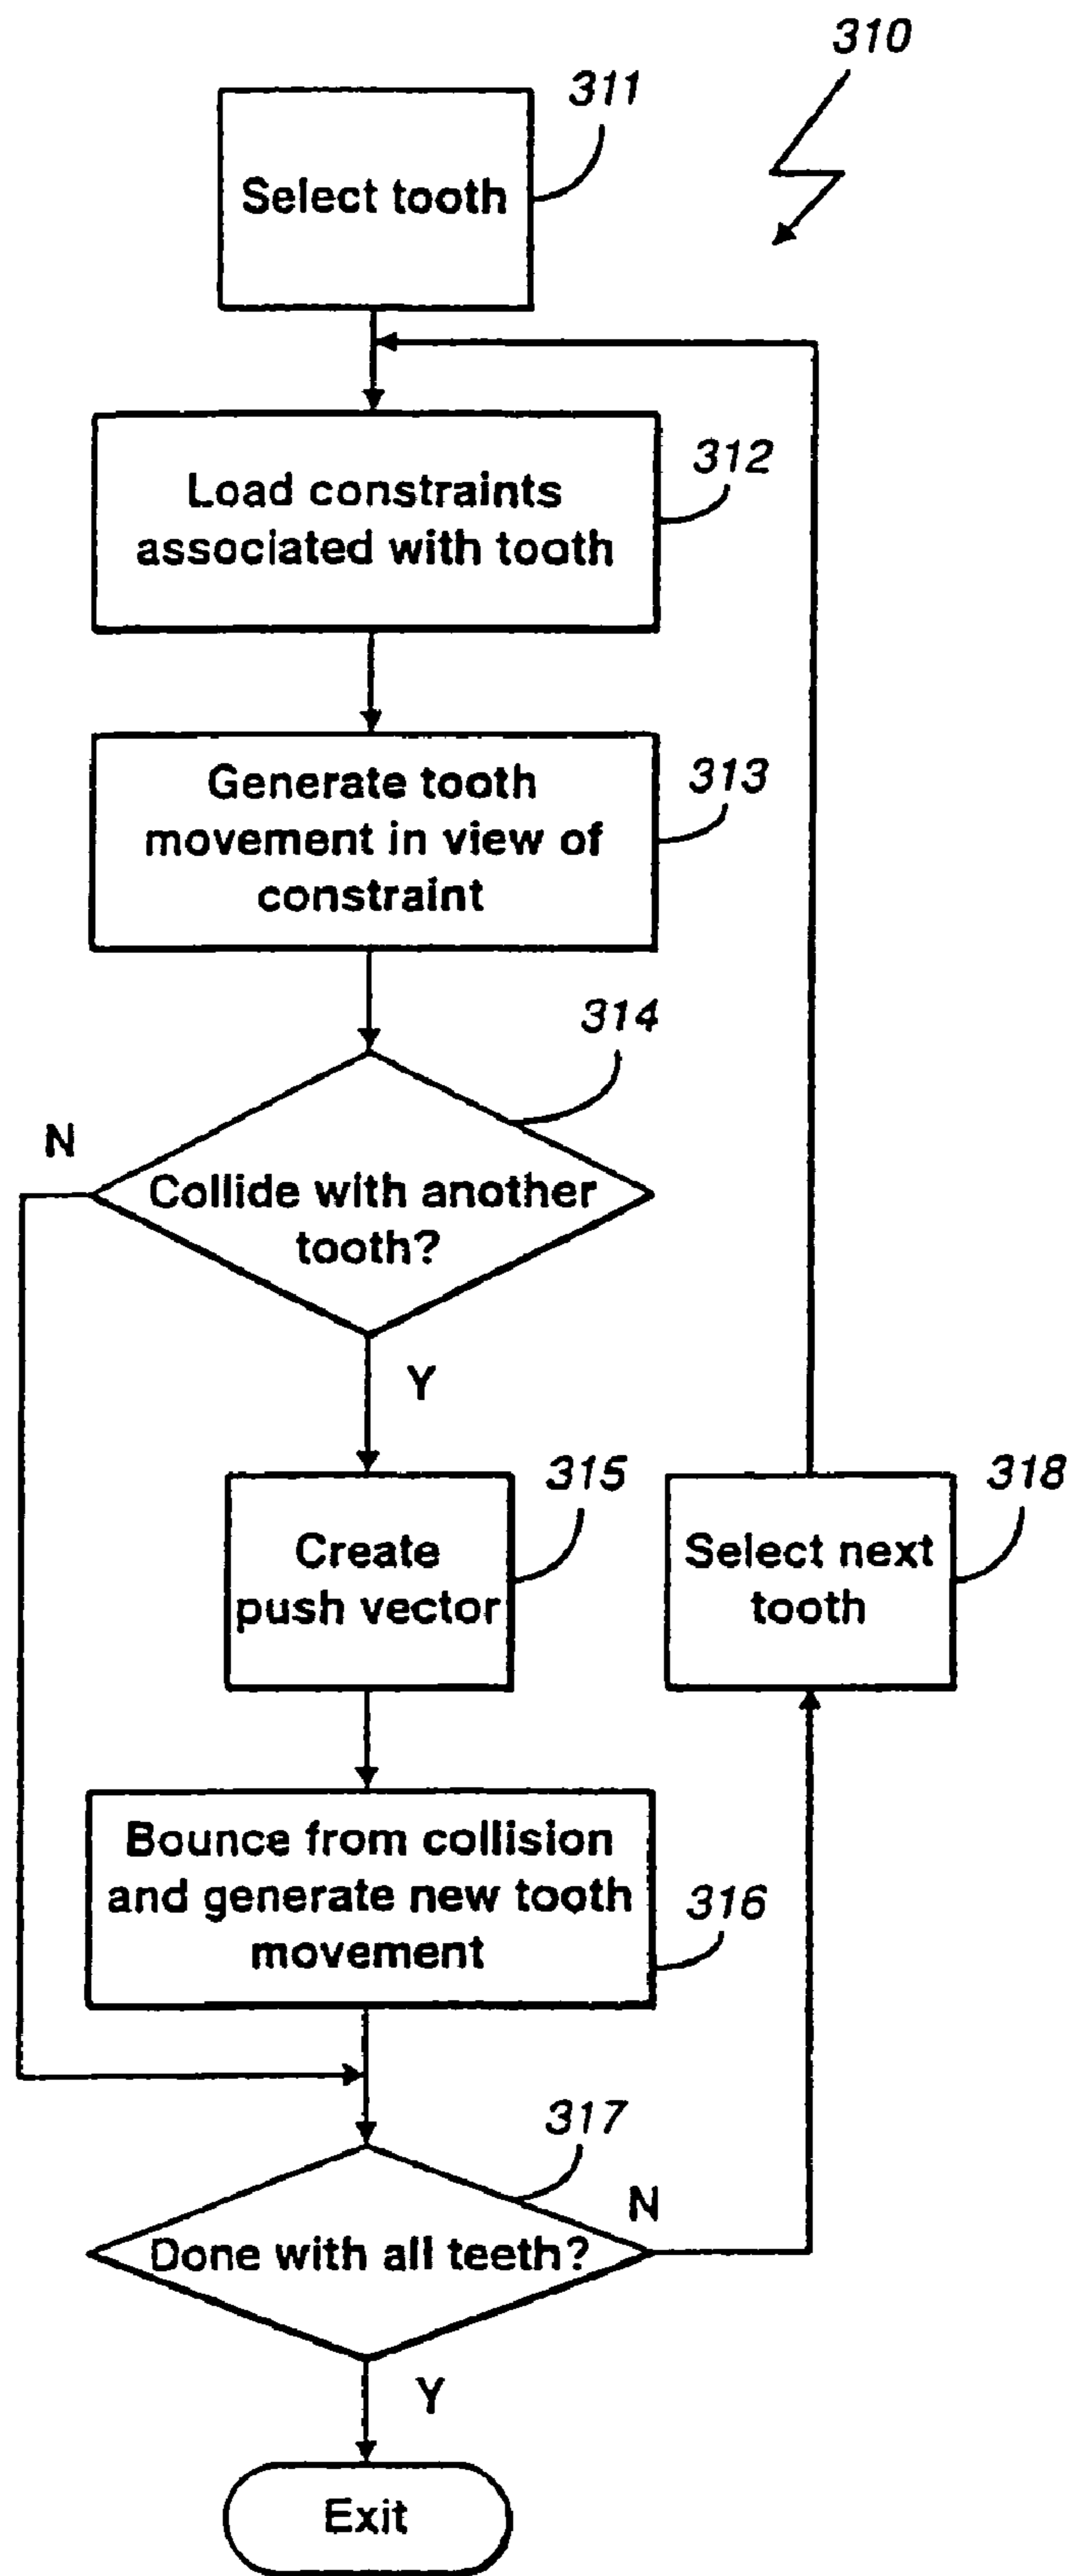 310
311
Select tooth
312
Load constraints
associated with tooth
313
Generate tooth
movement in view of
constraint
314
N
Collide with another
tooth?
Y
315
Create
push vector
318
Select next
tooth
Bounce from collision
and generate new tooth
movement
316
317
N
Done with all teeth?
Y
Exit